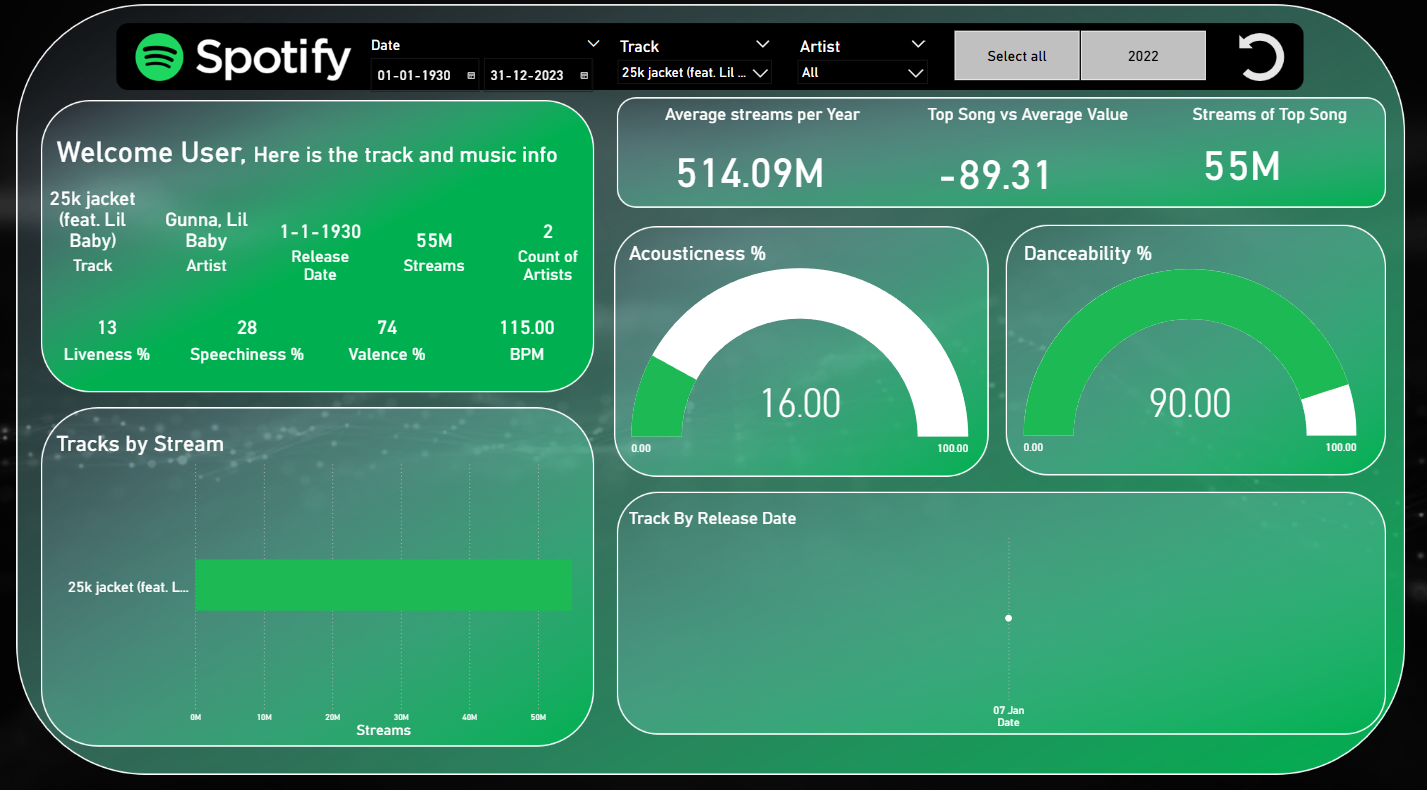 Spotify
Date
01-01-1930
31-12-2023
Track
25k jacket (feat. Lil ...
Artist
All
Select all
2022
Welcome User, Here is the track and music info
25k jacket
(feat. Lil
Baby)
Track
Gunna, Lil
Baby
Artist
1-1-1930
Release
Date
55M
Streams
2
Count of
Artists
13
Liveness %
28
Speechiness %
74
Valence %
115.00
BPM
Average streams per Year
514.09M
Top Song vs Average Value
-89.31
Streams of Top Song
55M
Acousticness %
16.00
0.00
100.00
Danceability %
90.00
0.00
100.00
Tracks by Stream
25k jacket (feat. L...
0M
10M
20M
30M
40M
50M
Streams
Track By Release Date
07 Jan
Date